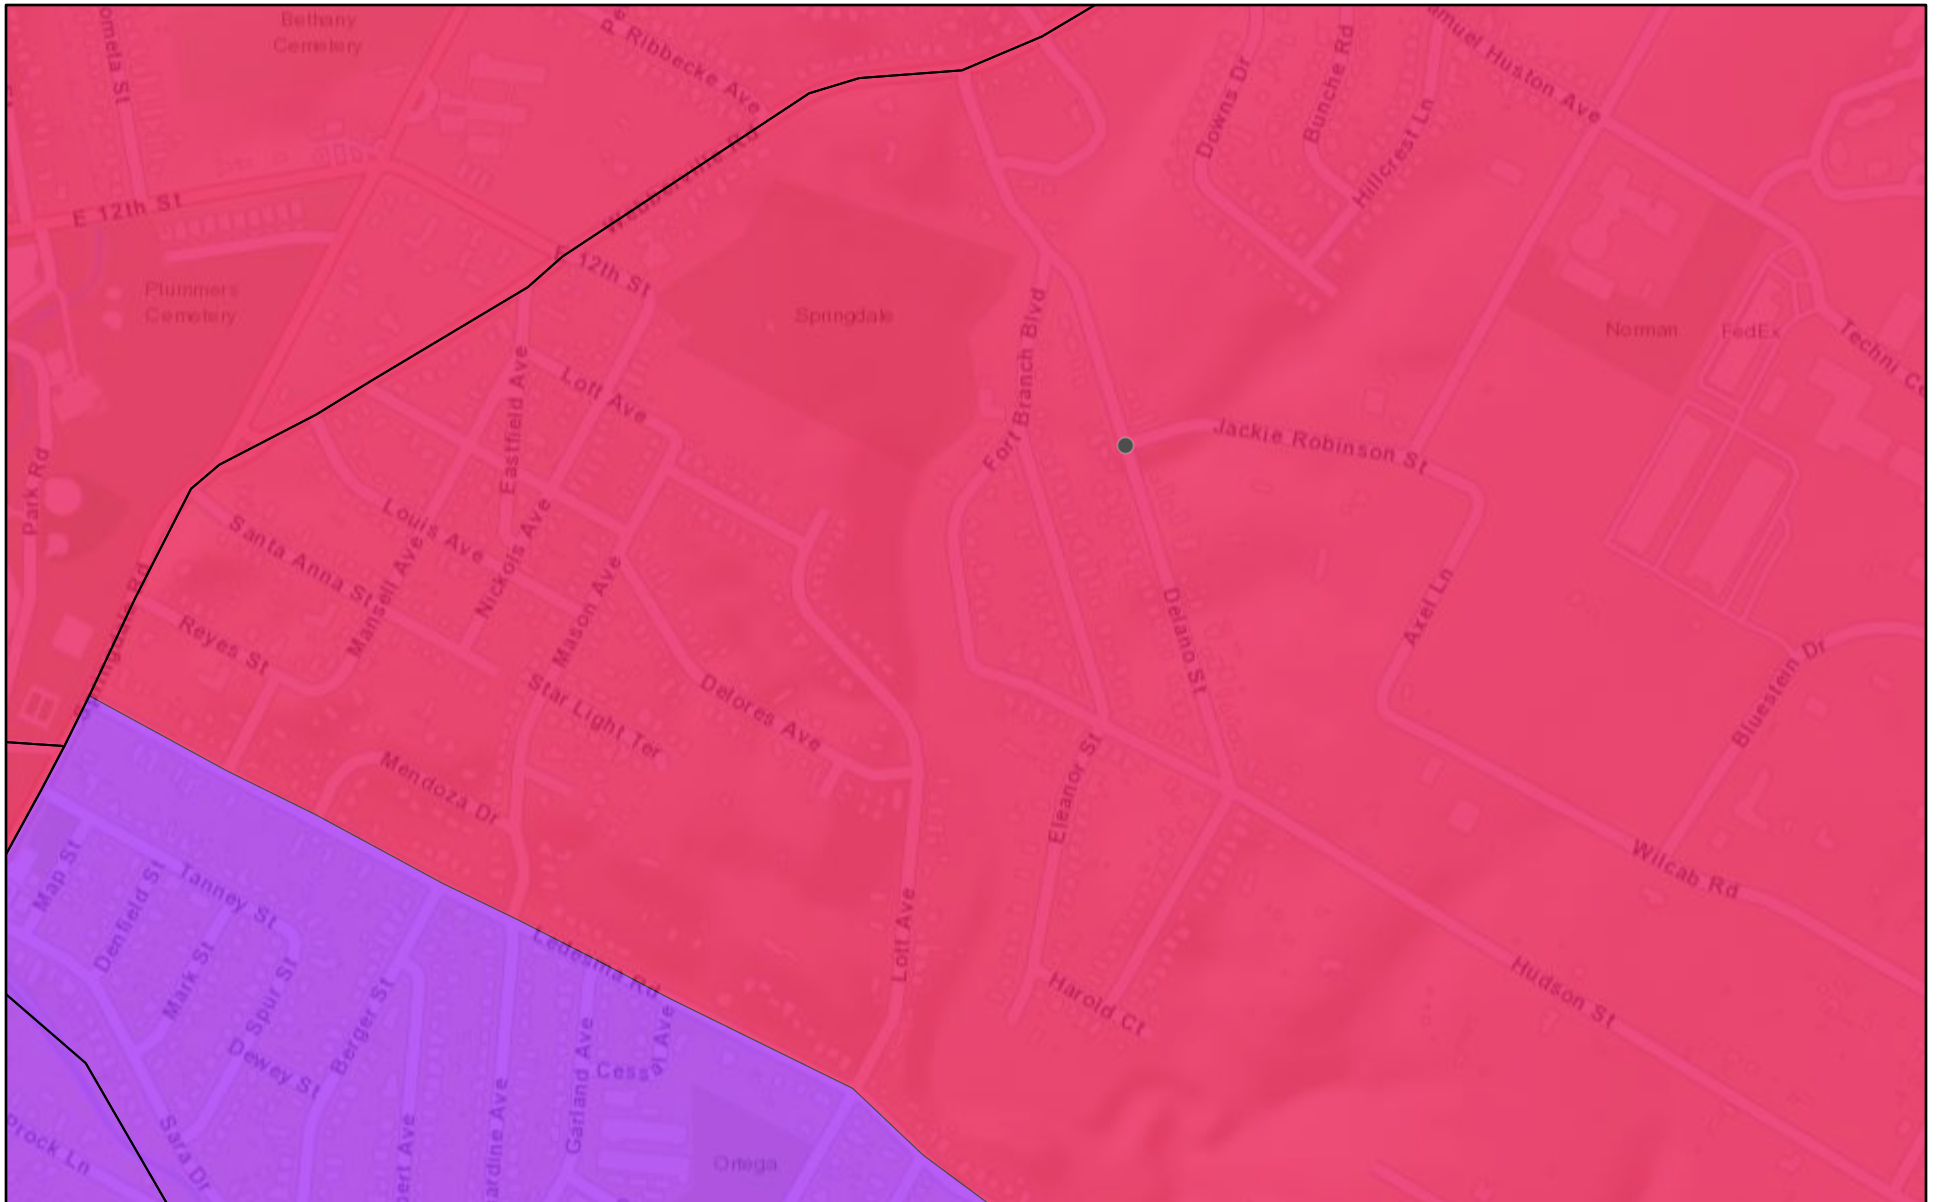 Bethany
Cemetery
Ribbecke Ave
Downs Dr
Bunche Rd
Hillcrest Ln
Huston Ave
E 12th St
E 12th St
Plummers
Cemetery
Springdale
Norman
FedEx
Techni
Park Rd
Eastfield Ave
Lott Ave
Fort Branch Blvd
Jackie Robinson St
Santa Anna St
Louis Ave
Mansell Ave
Nickols Ave
Mason Ave
Reyes St
Star Light Ter
Delores Ave
Delano St
Axel Ln
Bluestein Dr
Mendoza Dr
Eleanor St
Wilcab Rd
Map St
Denfield St
Tanney St
Mark St
Spur St
Dewey St
Berger St
Ledesma Rd
Lott Ave
Harold Ct
Hudson St
Garland Ave
Sara Dr
Ortega